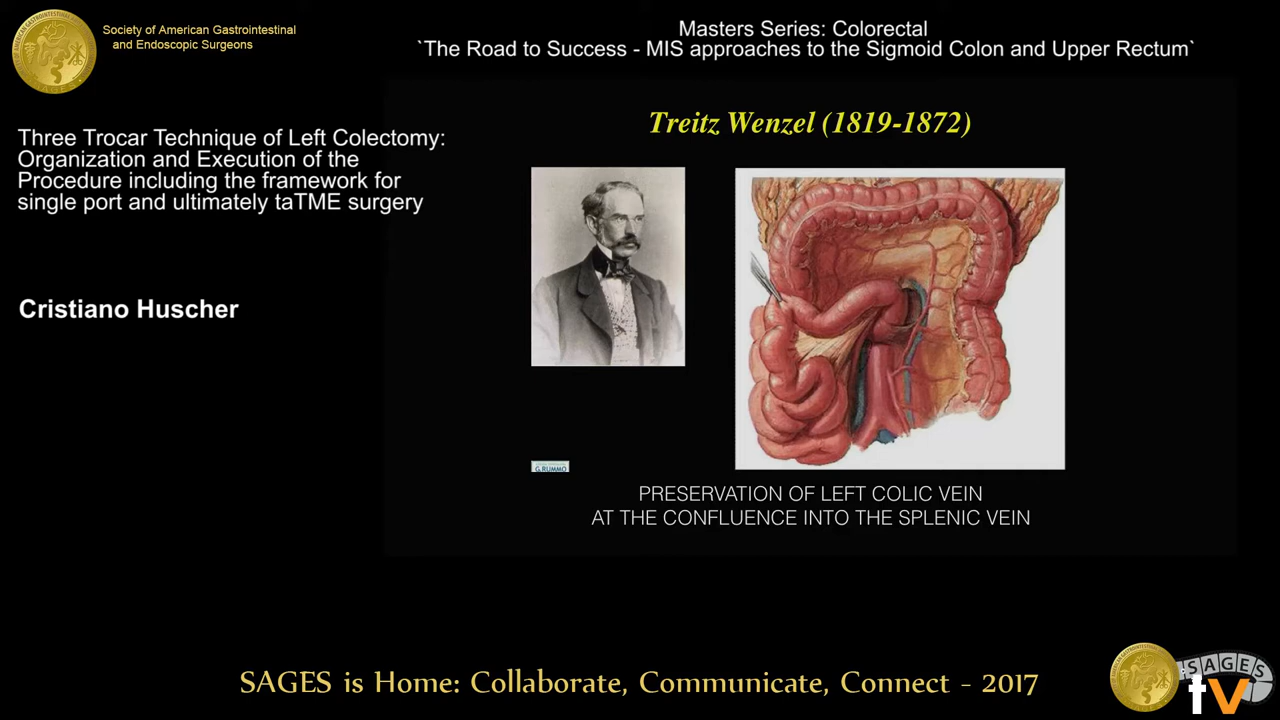 Society of American Gastrointestinal
and Endoscopic Surgeons
Masters Series: Colorectal
`The Road to Success - MIS approaches to the Sigmoid Colon and Upper Rectum`
Three Trocar Technique of Left Colectomy:
Organization and Execution of the
Procedure including the framework for
single port and ultimately taTME surgery
Cristiano Huscher
Treitz Wenzel (1819-1872)
G.RUMMO
PRESERVATION OF LEFT COLIC VEIN
AT THE CONFLUENCE INTO THE SPLENIC VEIN
SAGES is Home: Collaborate, Communicate, Connect - 2017
SAGES
tv